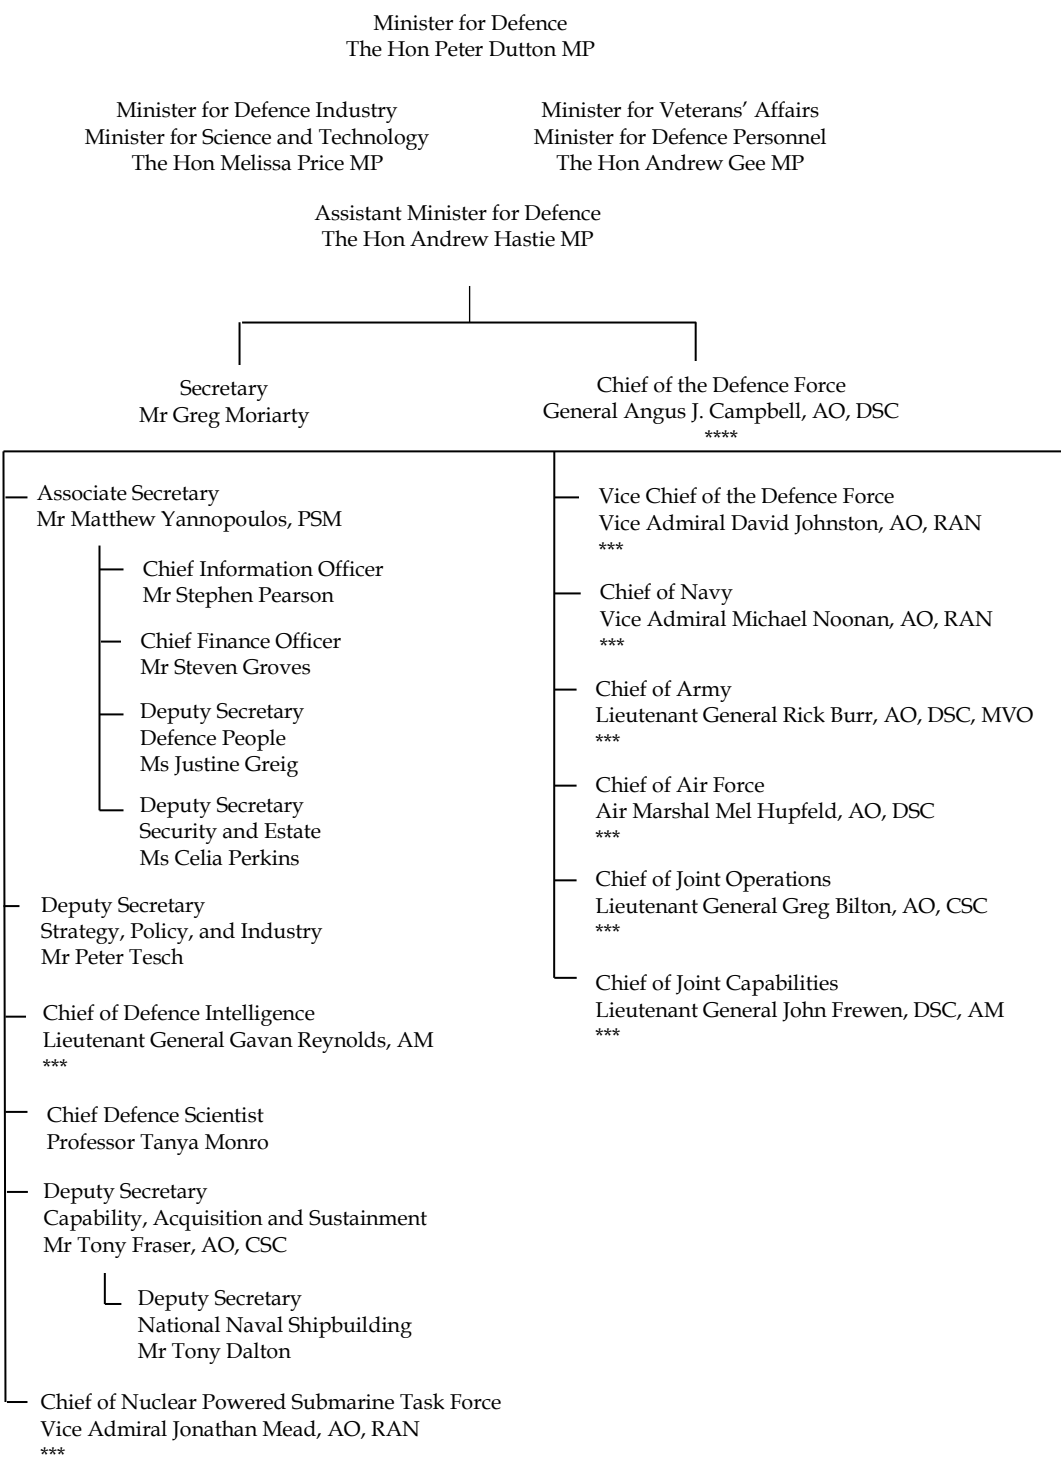 Minister for Defence
The Hon Peter Dutton MP
Minister for Defence Industry
Minister for Science and Technology
The Hon Melissa Price MP
Minister for Veterans’ Affairs
Minister for Defence Personnel
The Hon Andrew Gee MP
Assistant Minister for Defence
The Hon Andrew Hastie MP
Secretary
Mr Greg Moriarty
Chief of the Defence Force
General Angus J. Campbell, AO, DSC
****
Associate Secretary
Mr Matthew Yannopoulos, PSM
Chief Information Officer
Mr Stephen Pearson
Chief Finance Officer
Mr Steven Groves
Deputy Secretary
Defence People
Ms Justine Greig
Deputy Secretary
Security and Estate
Ms Celia Perkins
Deputy Secretary
Strategy, Policy, and Industry
Mr Peter Tesch
Chief of Defence Intelligence
Lieutenant General Gavan Reynolds, AM
***
Chief Defence Scientist
Professor Tanya Monro
Deputy Secretary
Capability, Acquisition and Sustainment
Mr Tony Fraser, AO, CSC
Deputy Secretary
National Naval Shipbuilding
Mr Tony Dalton
Chief of Nuclear Powered Submarine Task Force
Vice Admiral Jonathan Mead, AO, RAN
***
Vice Chief of the Defence Force
Vice Admiral David Johnston, AO, RAN
***
Chief of Navy
Vice Admiral Michael Noonan, AO, RAN
***
Chief of Army
Lieutenant General Rick Burr, AO, DSC, MVO
***
Chief of Air Force
Air Marshal Mel Hupfeld, AO, DSC
***
Chief of Joint Operations
Lieutenant General Greg Bilton, AO, CSC
***
Chief of Joint Capabilities
Lieutenant General John Frewen, DSC, AM
***